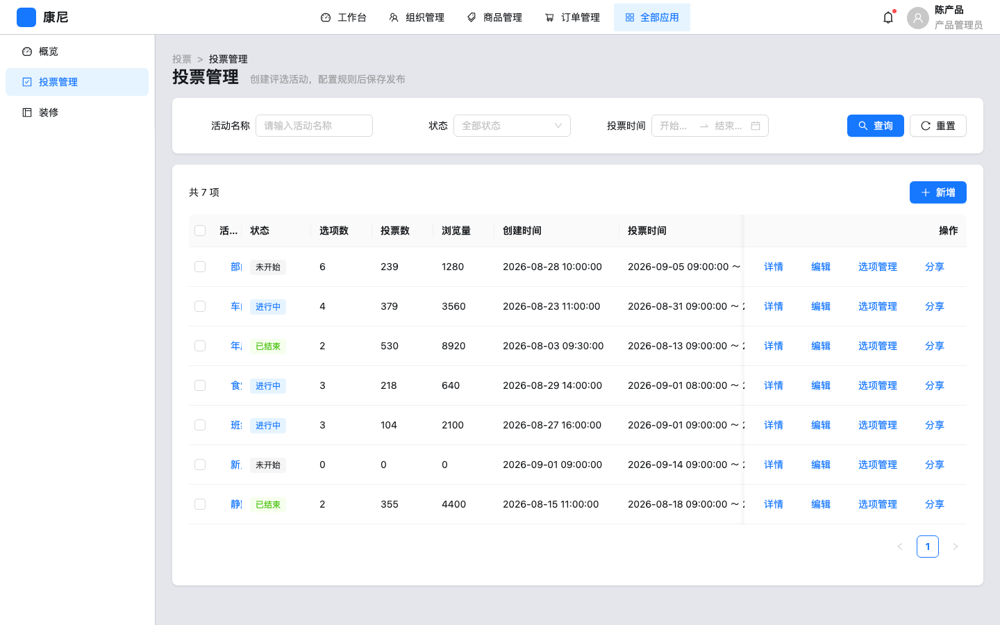 康尼
工作台
组织管理
商品管理
订单管理
全部应用
陈产品
产品管理员
概览
投票管理
装修
投票 > 投票管理
投票管理 创建评选活动，配置规则后保存发布
活动名称 请输入活动名称
状态 全部状态
投票时间 开始... 结束...
查询
重置
共 7 项
新增
活... 状态 选项数 投票数 浏览量 创建时间 投票时间 操作
部 未开始 6 239 1280 2026-08-28 10:00:00 2026-09-05 09:00:00 ～ 详情 编辑 选项管理 分享
车 进行中 4 379 3560 2026-08-23 11:00:00 2026-08-31 09:00:00 ～ 详情 编辑 选项管理 分享
年 已结束 2 530 8920 2026-08-03 09:30:00 2026-08-13 09:00:00 ～ 详情 编辑 选项管理 分享
食 进行中 3 218 640 2026-08-29 14:00:00 2026-09-01 08:00:00 ～ 详情 编辑 选项管理 分享
班 进行中 3 104 2100 2026-08-27 16:00:00 2026-09-01 09:00:00 ～ 详情 编辑 选项管理 分享
新 未开始 0 0 0 2026-09-01 09:00:00 2026-09-14 09:00:00 ～ 详情 编辑 选项管理 分享
静 已结束 2 355 4400 2026-08-15 11:00:00 2026-08-18 09:00:00 ～ 详情 编辑 选项管理 分享
< 1 >